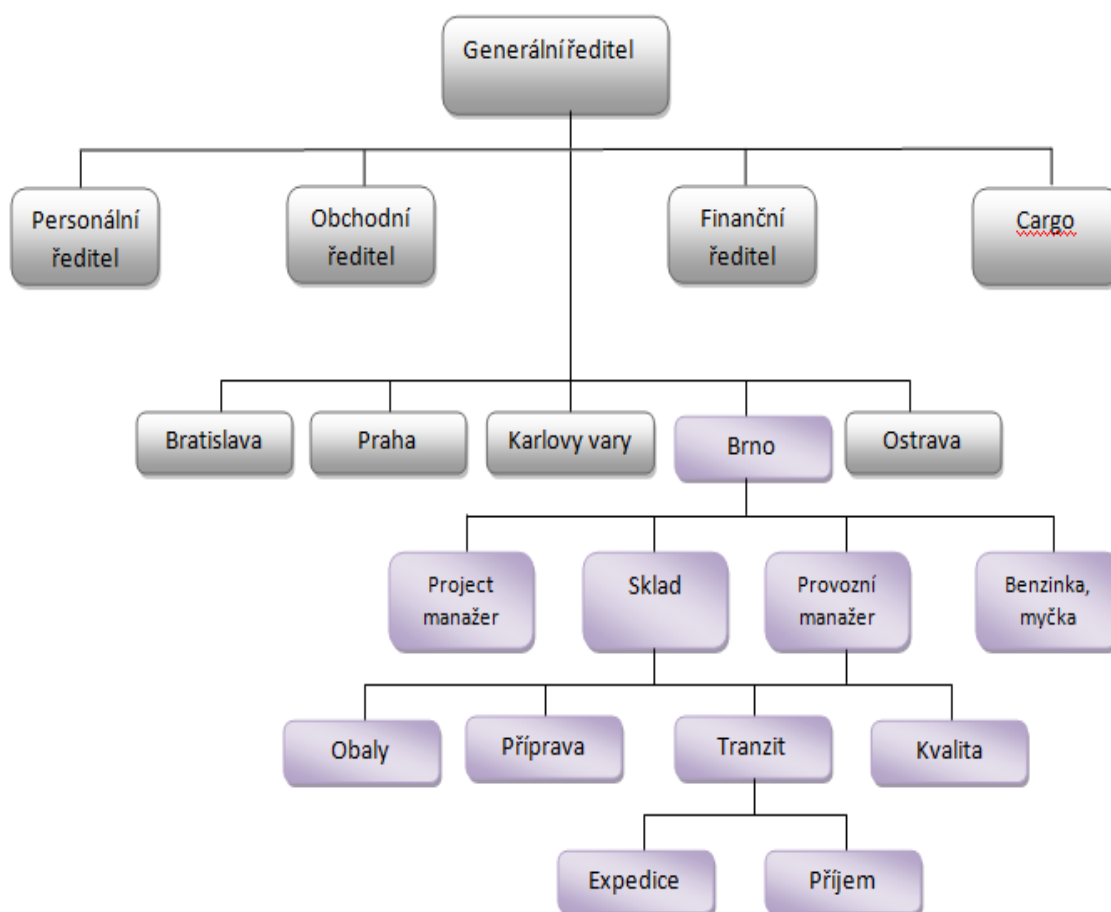 Generální ředitel
Personální
ředitel
Obchodní
ředitel
Finanční
ředitel
Cargo
Bratislava
Praha
Karlovy vary
Brno
Ostrava
Project
manažer
Sklad
Provozní
manažer
Benzinka,
myčka
Obaly
Příprava
Tranzit
Kvalita
Expedice
Příjem